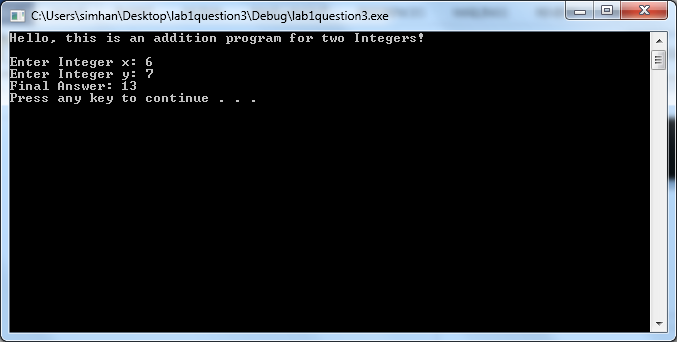 C:\Users\simhan\Desktop\lab1question3\Debug\lab1question3.exe
Hello, this is an addition program for two Integers!
Enter Integer x: 6
Enter Integer y: 7
Final Answer: 13
Press any key to continue . . .